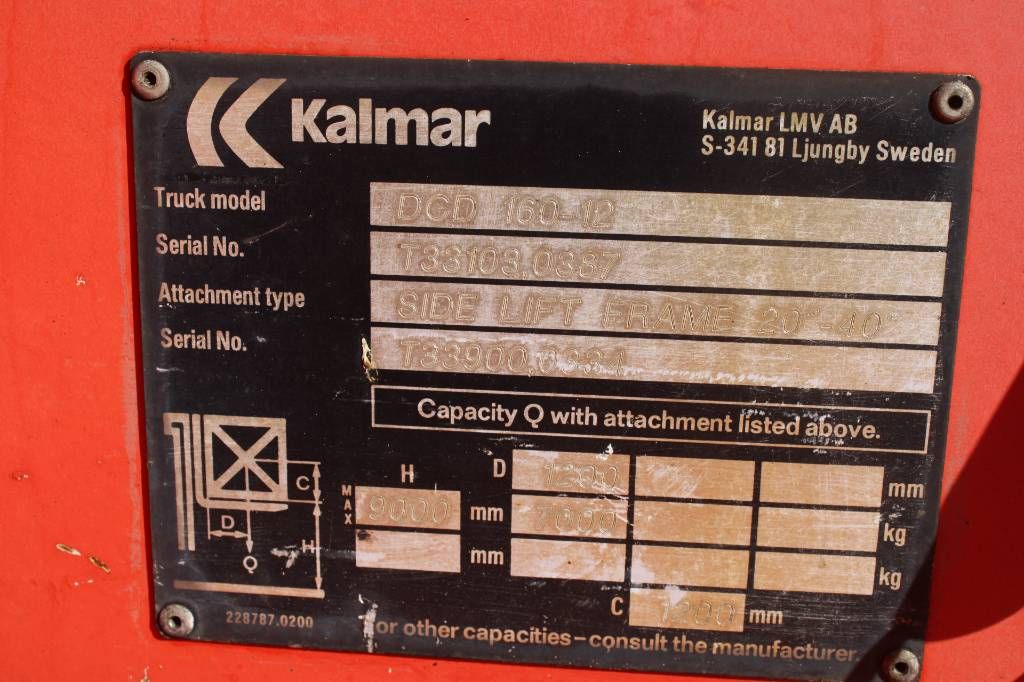 Kalmar
Kalmar LMV AB
S-341 81 Ljungby Sweden
Truck model DCD 160-12
Serial No. T33103,0387
Attachment type SIDE LIFT FRAME 20"-40"
Serial No. T33900,0334
Capacity Q with attachment listed above.
H D 1200 mm
MAX 9000 mm 7000 kg
mm kg
C 1200 mm
C
D
H
Q
228787.0200
or other capacities–consult the manufacturer.